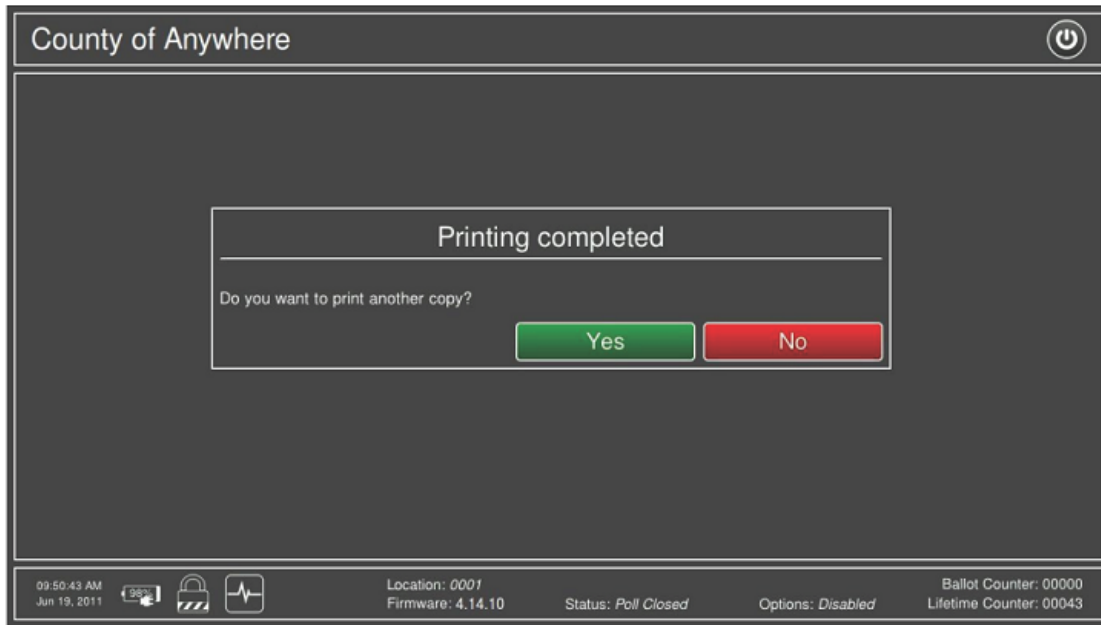 County of Anywhere
Printing completed
Do you want to print another copy?
Yes No
09:50:43 AM
Jun 19, 2011
98%
Location: 0001
Firmware: 4.14.10
Status: Poll Closed
Options: Disabled
Ballot Counter: 00000
Lifetime Counter: 00043